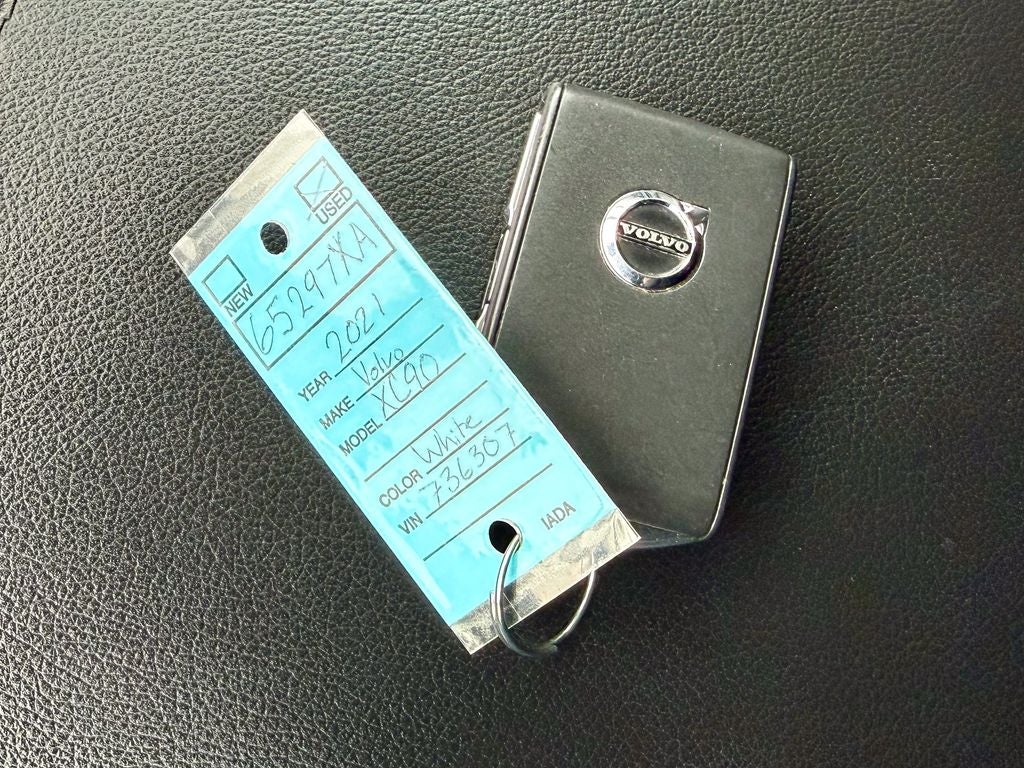 USED
NEW
65297XA
YEAR 2021
MAKE Volvo
MODEL XC90
COLOR White
VIN 736307
IADA
VOLVO